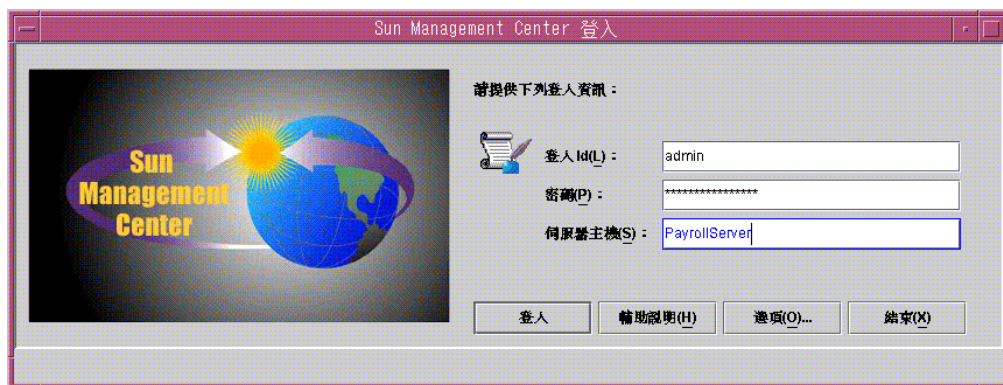 Sun Management Center 登入
Sun
Management
Center
請提供下列登入資訊：
登入 Id(L)： admin
密碼(P)： ****************
伺服器主機(S)： PayrollServer
登入 輔助說明(H) 選項(O)... 結束(X)